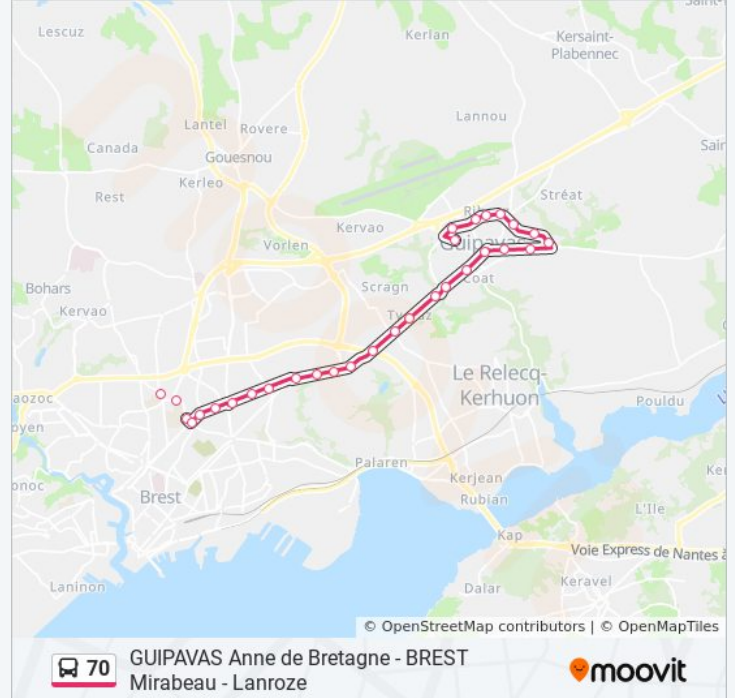 Lescuz
Kerlan
Kersaint-
Plabennec
Lannou
Lantel
Rovere
Canada
Gouesnou
Kerleo
Rest
Stréat
Kervao
Guipavas
Vorlen
Coat
Bohars
Scragn
Kervao
Le Relecq-
Kerhuon
Pouldu
Palaren
Kerjean
Brest
Rubian
L'Ile
Kap
Voie Express de Nantes à
Laninon
Dalar
Keravel
© OpenStreetMap contributors | © OpenMapTiles
70
GUIPAVAS Anne de Bretagne - BREST
Mirabeau - Lanroze
moovit